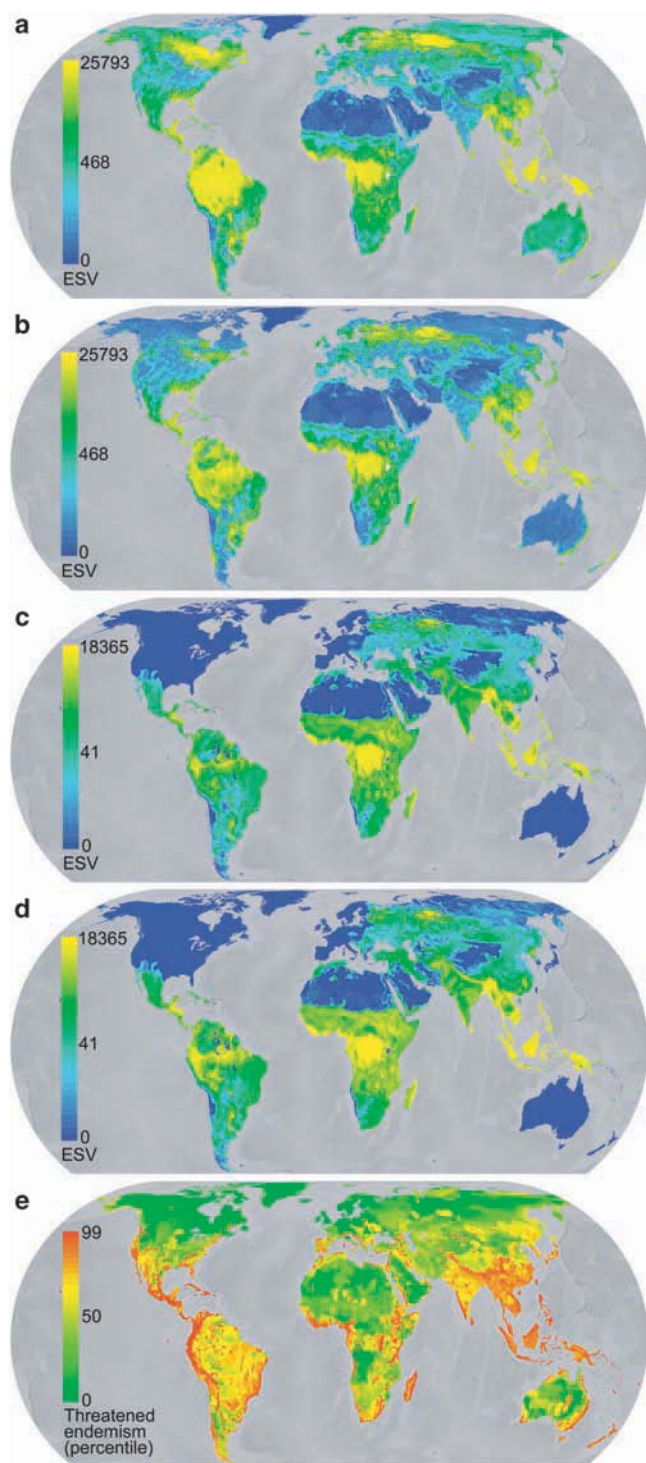 a
25793
468
0
ESV
b
25793
468
0
ESV
c
18365
41
0
ESV
d
18365
41
0
ESV
e
99
50
0
Threatened
endemism
(percentile)